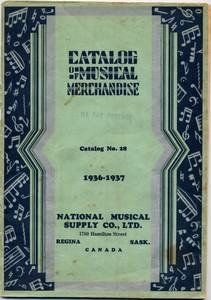 CATALOG
OF MUSICAL
MERCHANDISE
Catalog No. 28
1936-1937
NATIONAL MUSICAL
SUPPLY CO., LTD.
1780 Hamilton Street
REGINA SASK.
CANADA